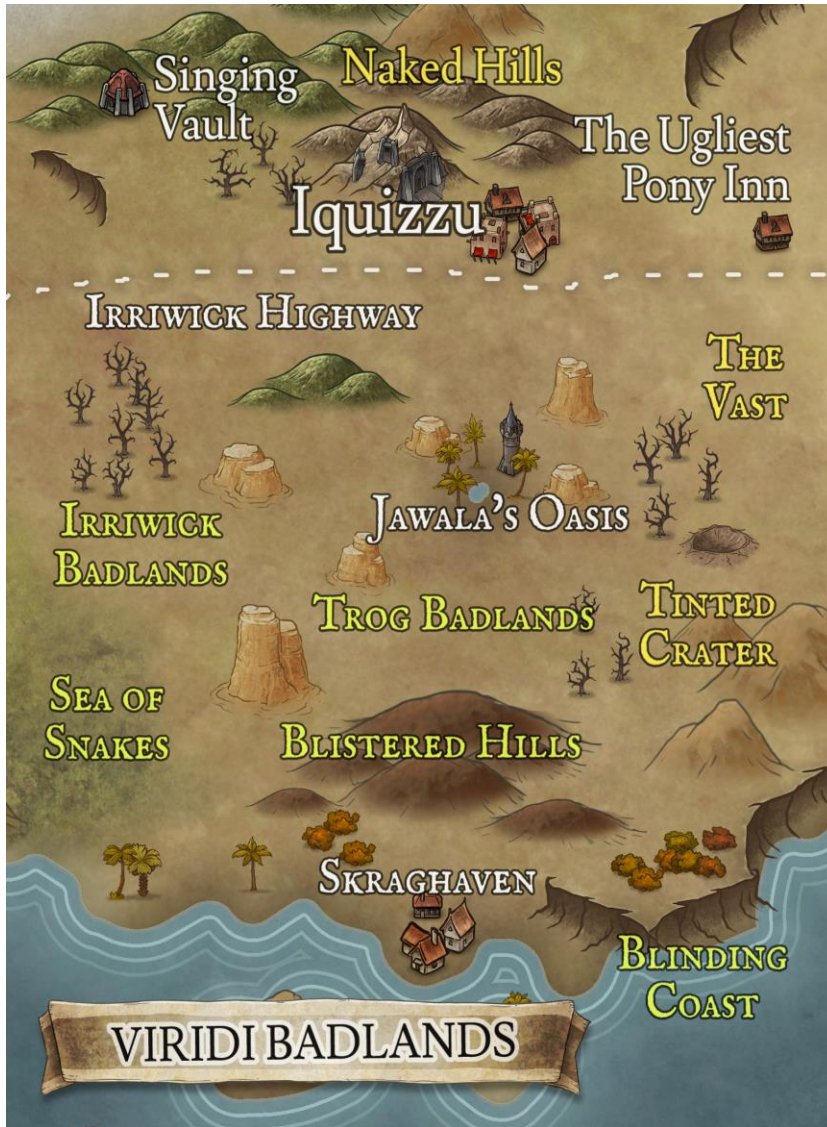 Singing
Vault
Naked Hills
The Ugliest
Pony Inn
Iquizzu
Irriwick Highway
The
Vast
Irriwick
Badlands
Jawala's Oasis
Trog Badlands
Tinted
Crater
Sea of
Snakes
Blistered Hills
Skraghaven
Blinding
Coast
VIRIDI BADLANDS